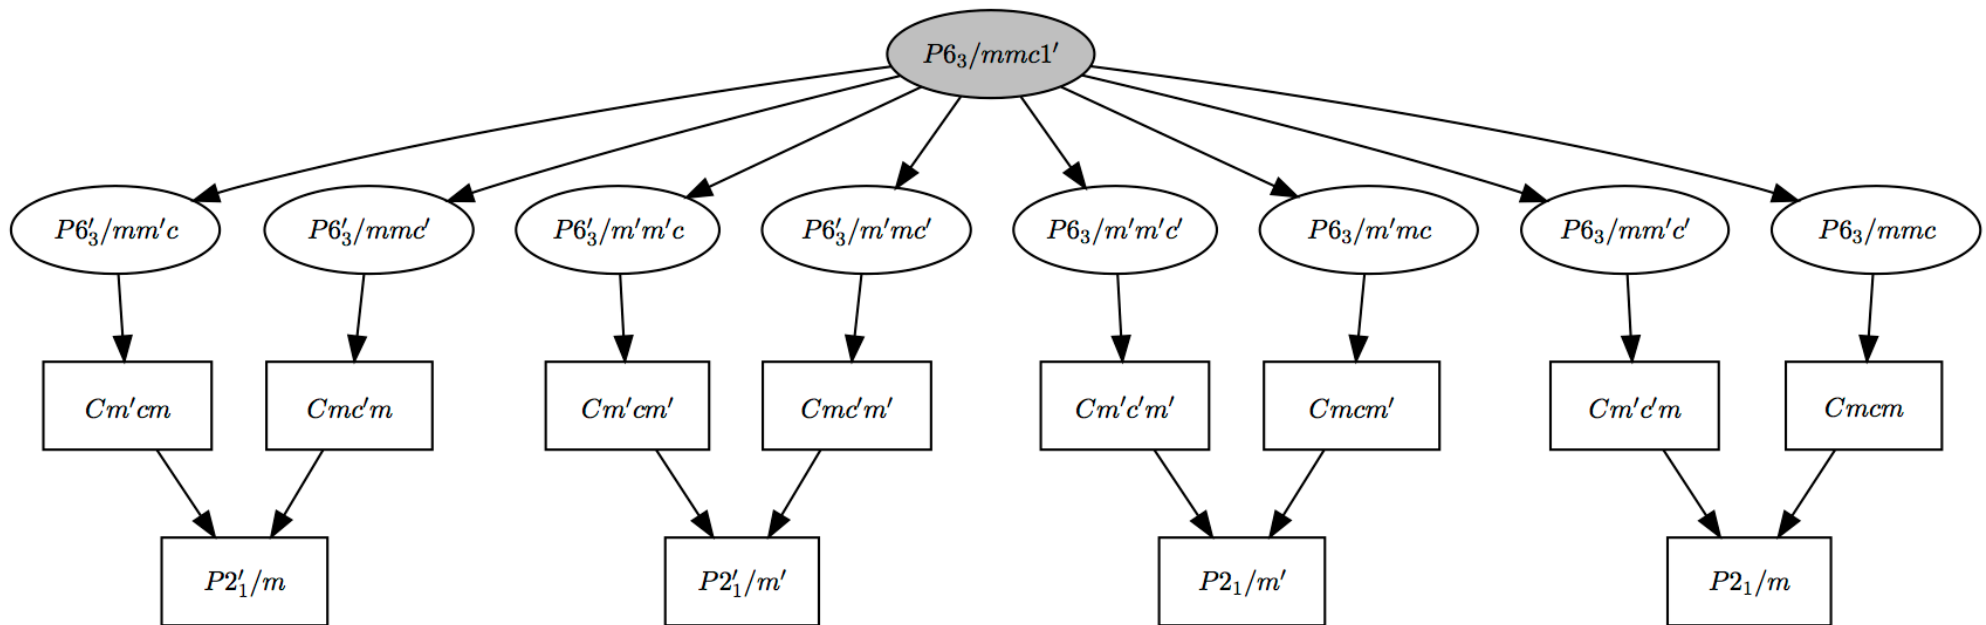 P6₃/mmc1′
P6′₃/mm′c
P6′₃/mmc′
P6′₃/m′m′c
P6′₃/m′mc′
P6₃/m′m′c′
P6₃/m′mc
P6₃/mm′c′
P6₃/mmc
Cm′cm
Cmc′m
Cm′cm′
Cmc′m′
Cm′c′m′
Cmcm′
Cm′c′m
Cmcm
P2′₁/m
P2′₁/m′
P2₁/m′
P2₁/m